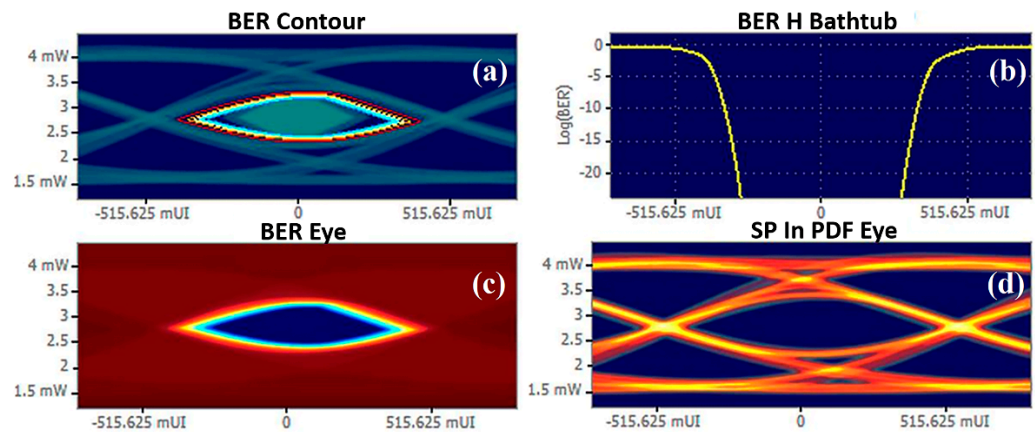 BER Contour
4 mW
3.5
3
2.5
2
1.5 mW
(a)
-515.625 mUI 0 515.625 mUI
BER H Bathtub
0
-5
-10
-15
-20
Log(BER)
(b)
-515.625 mUI 0 515.625 mUI
BER Eye
4 mW
3.5
3
2.5
2
1.5 mW
(c)
-515.625 mUI 0 515.625 mUI
SP In PDF Eye
4 mW
3.5
3
2.5
2
1.5 mW
(d)
-515.625 mUI 0 515.625 mUI